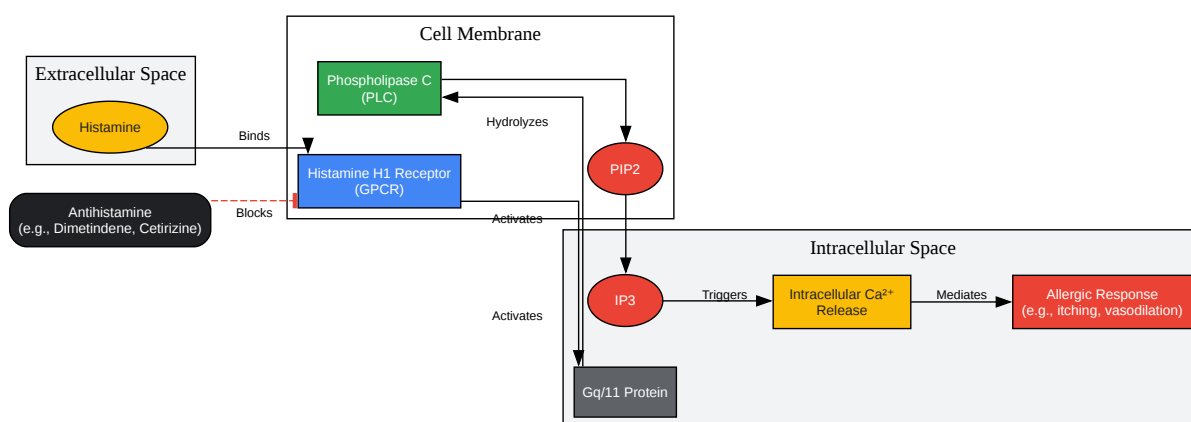 Cell Membrane
Extracellular Space
Phospholipase C
(PLC)
Histamine
Hydrolyzes
Binds
Histamine H1 Receptor
(GPCR)
PIP2
Antihistamine
(e.g., Dimetindene, Cetirizine)
Blocks
Activates
Intracellular Space
IP3
Triggers
Intracellular Ca²⁺
Release
Mediates
Allergic Response
(e.g., itching, vasodilation)
Activates
Gq/11 Protein